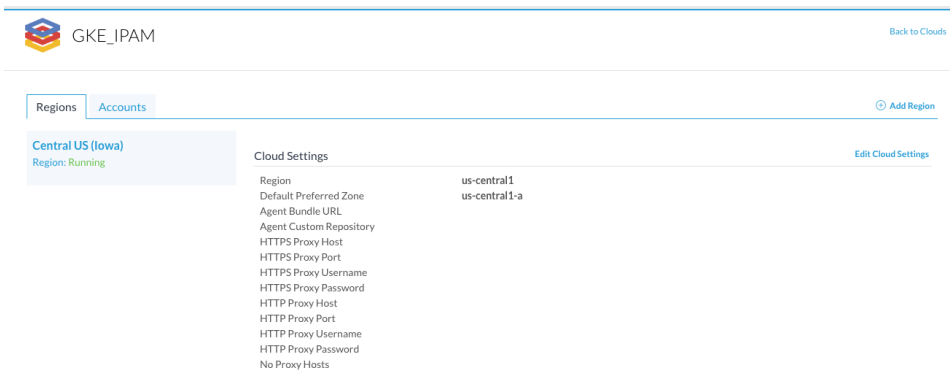 GKE_IPAM
Back to Clouds
Regions Accounts
Add Region
Central US (Iowa)
Region: Running
Cloud Settings
Edit Cloud Settings
Region us-central1
Default Preferred Zone us-central1-a
Agent Bundle URL
Agent Custom Repository
HTTPS Proxy Host
HTTPS Proxy Port
HTTPS Proxy Username
HTTPS Proxy Password
HTTP Proxy Host
HTTP Proxy Port
HTTP Proxy Username
HTTP Proxy Password
No Proxy Hosts